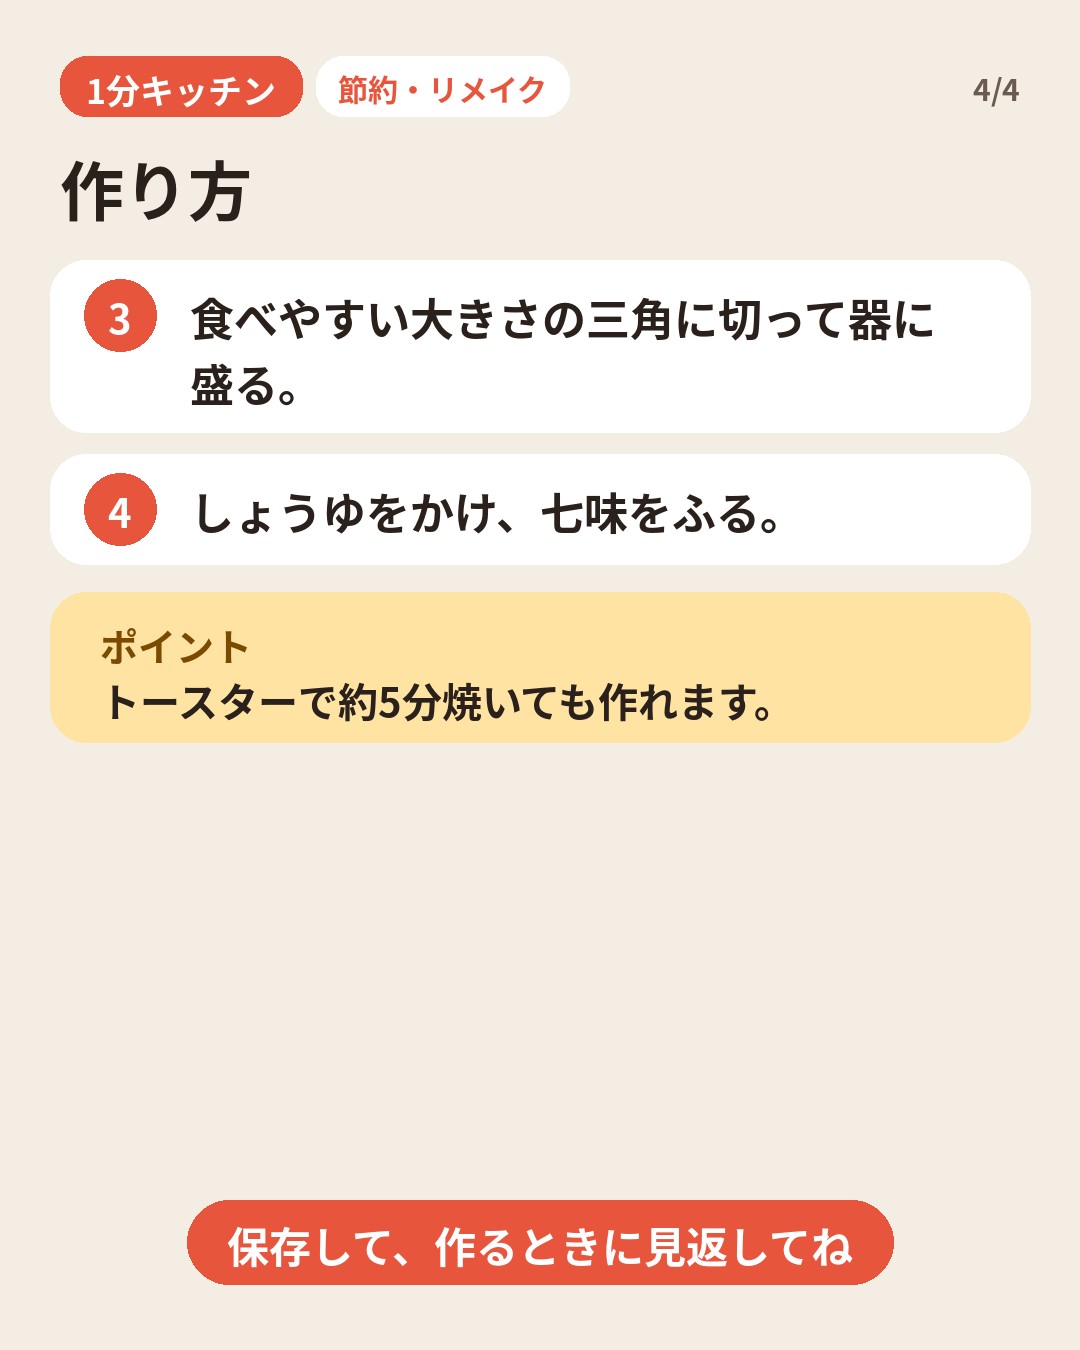 1分キッチン 節約・リメイク 4/4
作り方
3 食べやすい大きさの三角に切って器に
盛る。
4 しょうゆをかけ、七味をふる。
ポイント
トースターで約5分焼いても作れます。
保存して、作るときに見返してね